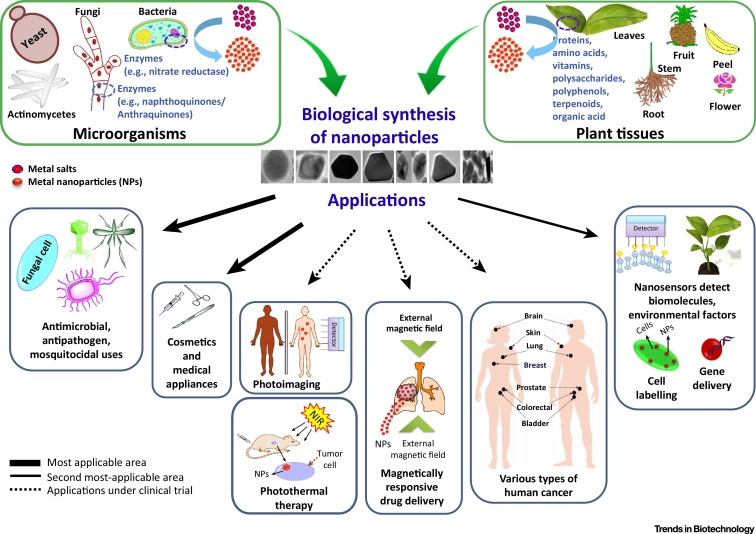 Yeast
Fungi
Bacteria
Enzymes
(e.g., nitrate reductase)
Enzymes
(e.g., naphthoquinones/
Anthraquinones)
Actinomycetes
Microorganisms
Proteins,
amino acids,
vitamins,
polysaccharides,
polyphenols,
terpenoids,
organic acid
Leaves
Fruit
Stem
Peel
Root
Flower
Plant tissues
Biological synthesis
of nanoparticles
Metal salts
Metal nanoparticles (NPs)
Applications
Fungal cell
Antimicrobial,
antipathogen,
mosquitocidal uses
Cosmetics
and
medical
appliances
Detector
Photoimaging
NIR
Tumor
cell
NPs
Photothermal
therapy
External
magnetic field
NPs
External
magnetic field
Magnetically
responsive
drug delivery
Brain
Skin
Lung
Breast
Prostate
Colorectal
Bladder
Various types of
human cancer
Detector
Nanosensors detect
biomolecules,
environmental factors
Cells
NPs
Cell
labelling
Gene
delivery
Most applicable area
Second most-applicable area
Applications under clinical trial
Trends in Biotechnology